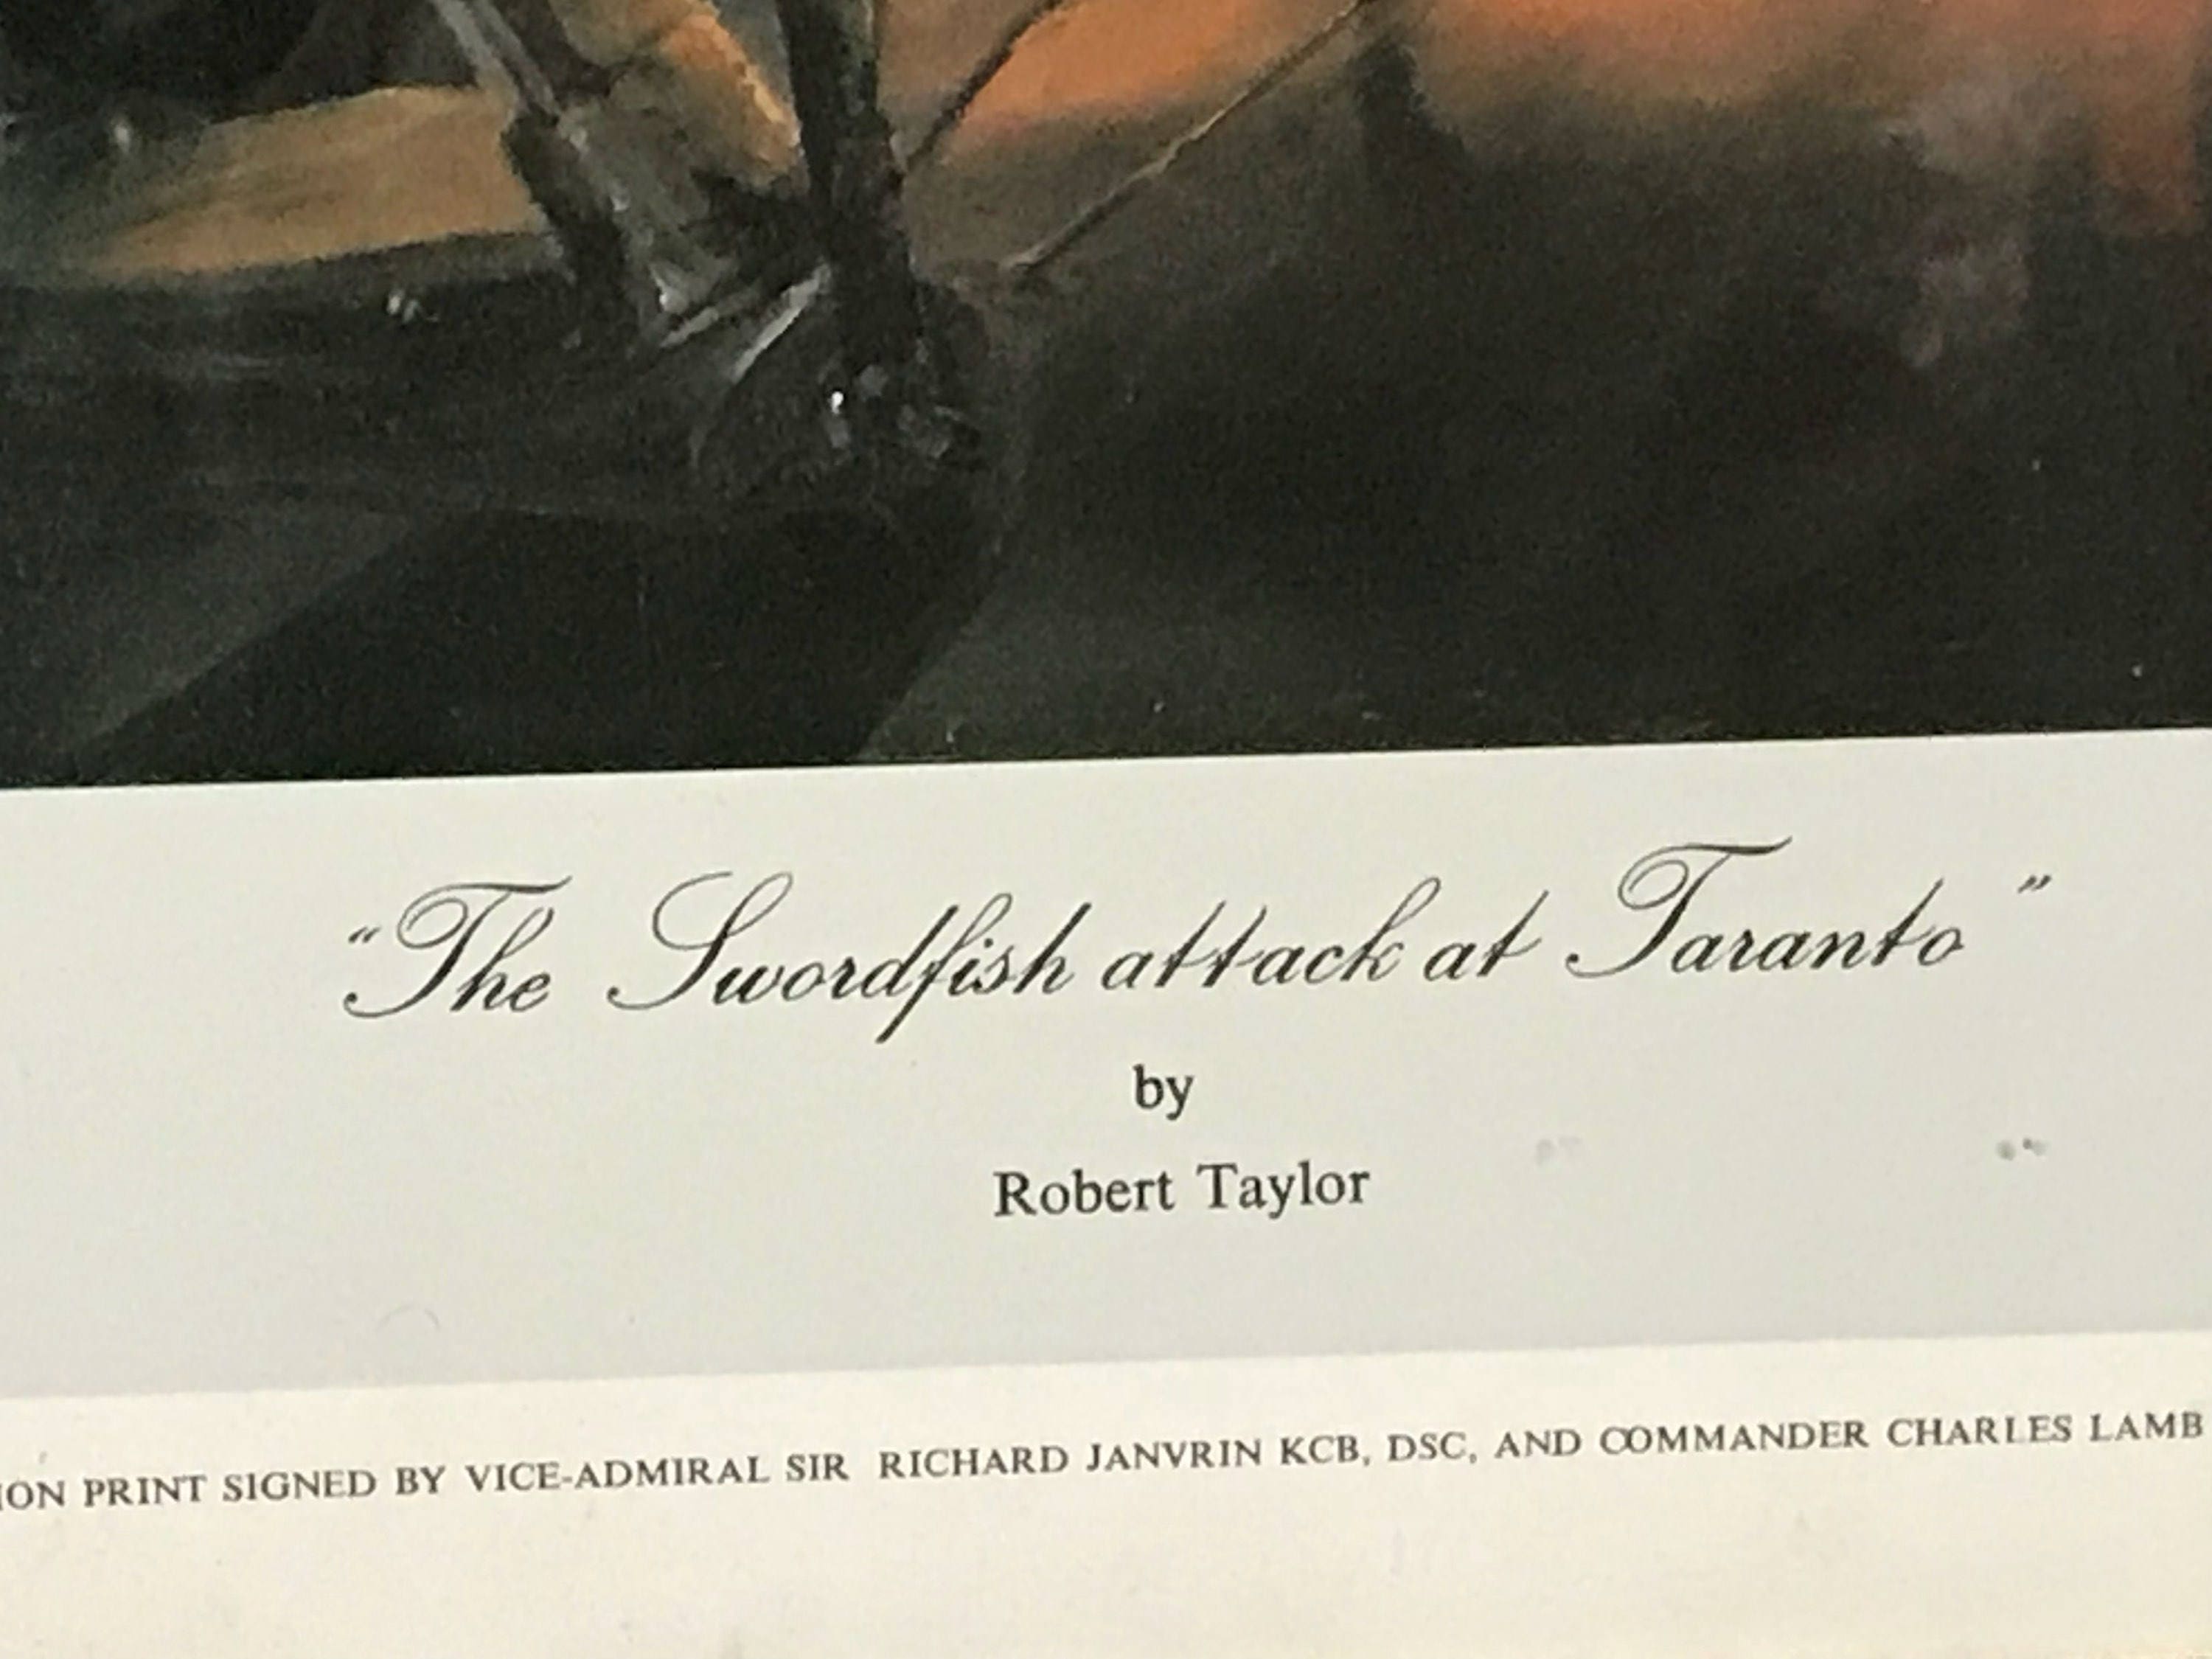 "The Swordfish attack at Taranto"
by
Robert Taylor
ION PRINT SIGNED BY VICE-ADMIRAL SIR RICHARD JANVRIN KCB, DSC, AND COMMANDER CHARLES LAMB